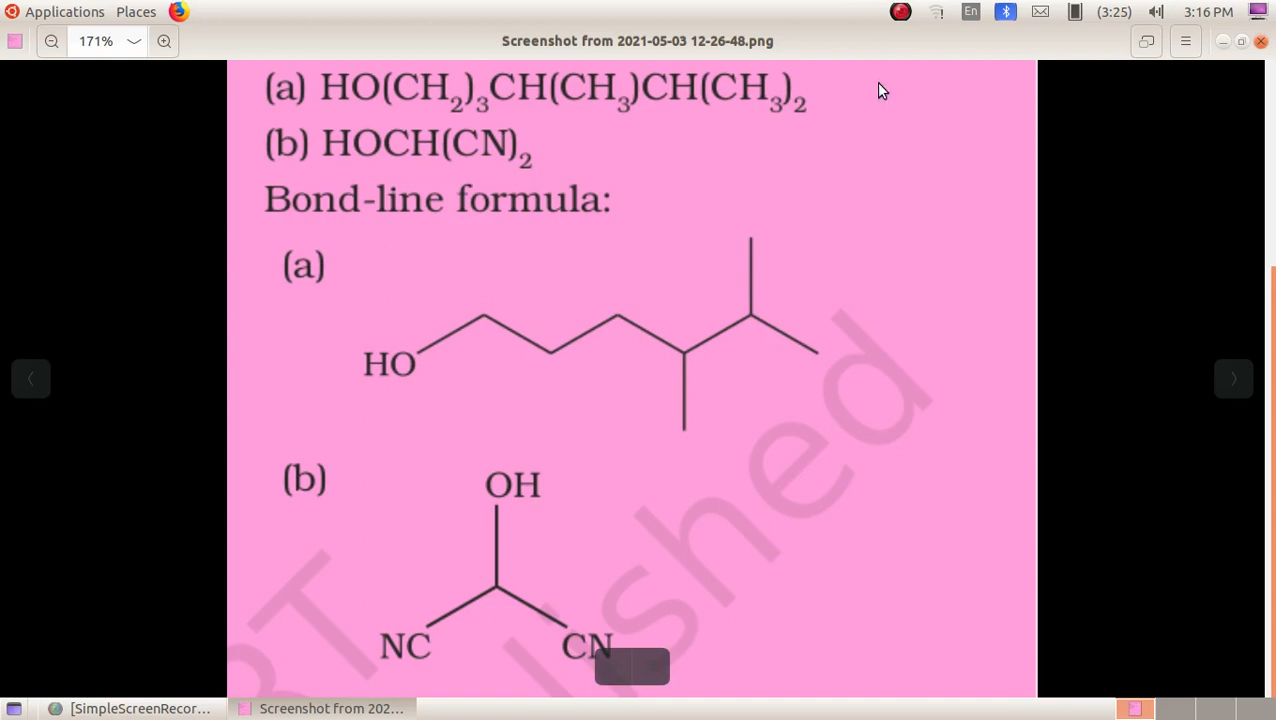 Applications Places En (3:25) 3:16 PM
171% Screenshot from 2021-05-03 12-26-48.png
(a) HO(CH₂)₃CH(CH₃)CH(CH₃)₂
(b) HOCH(CN)₂
Bond-line formula:
(a)
HO
(b)
OH
NC CN
[SimpleScreenRecor... Screenshot from 202...